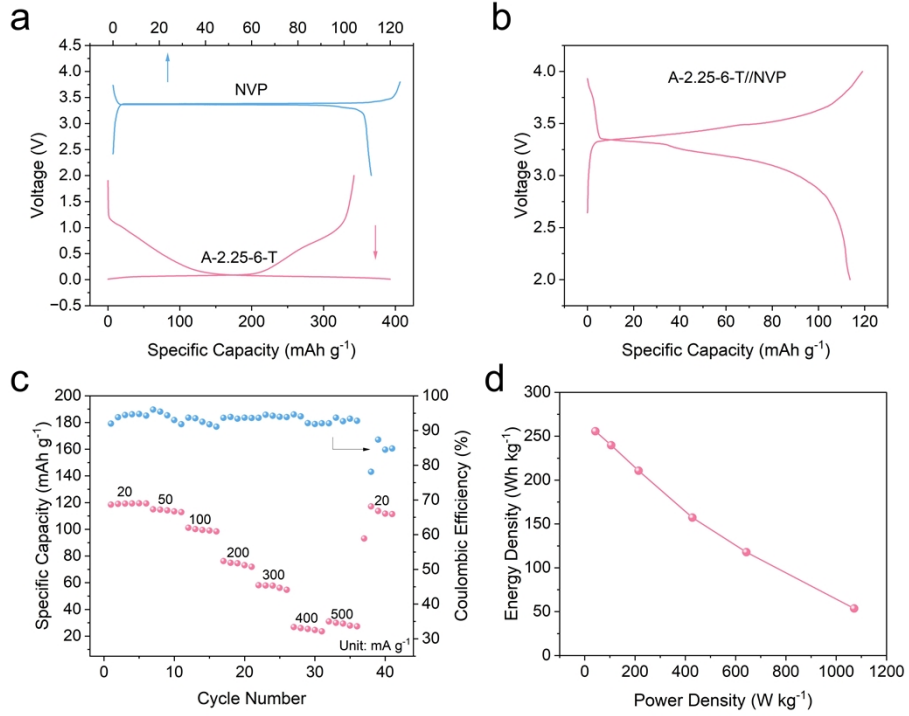 a
0 20 40 60 80 100 120
4.5
4.0
3.5
3.0
2.5
2.0
1.5
1.0
0.5
0.0
−0.5
Voltage (V)
NVP
A-2.25-6-T
0 100 200 300 400
Specific Capacity (mAh g⁻¹)
b
4.0
3.5
3.0
2.5
2.0
Voltage (V)
A-2.25-6-T//NVP
0 20 40 60 80 100 120
Specific Capacity (mAh g⁻¹)
c
200
180
160
140
120
100
80
60
40
20
Specific Capacity (mAh g⁻¹)
100
90
80
70
60
50
40
30
Coulombic Efficiency (%)
20
50
100
200
300
400
500
20
Unit: mA g⁻¹
0 10 20 30 40
Cycle Number
d
300
250
200
150
100
50
0
Energy Density (Wh kg⁻¹)
0 200 400 600 800 1000 1200
Power Density (W kg⁻¹)